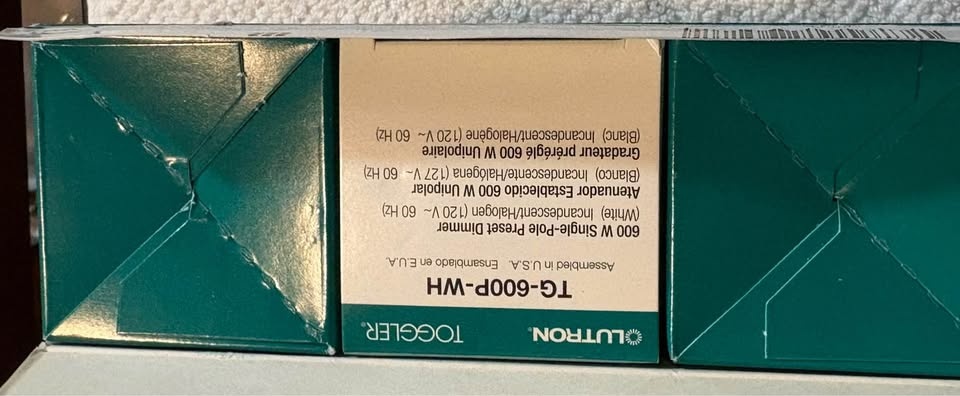 LUTRON® TOGGLER®
TG-600P-WH
Assembled in U.S.A. Ensamblado en E.U.A.
600 W Single-Pole Preset Dimmer
(White) Incandescent/Halogen (120 V~ 60 Hz)
Atenuador Establecido 600 W Unipolar
(Blanco) Incandescente/Halógena (127 V~ 60 Hz)
Gradateur préréglé 600 W Unipolaire
(Blanc) Incandescent/Halogène (120 V~ 60 Hz)